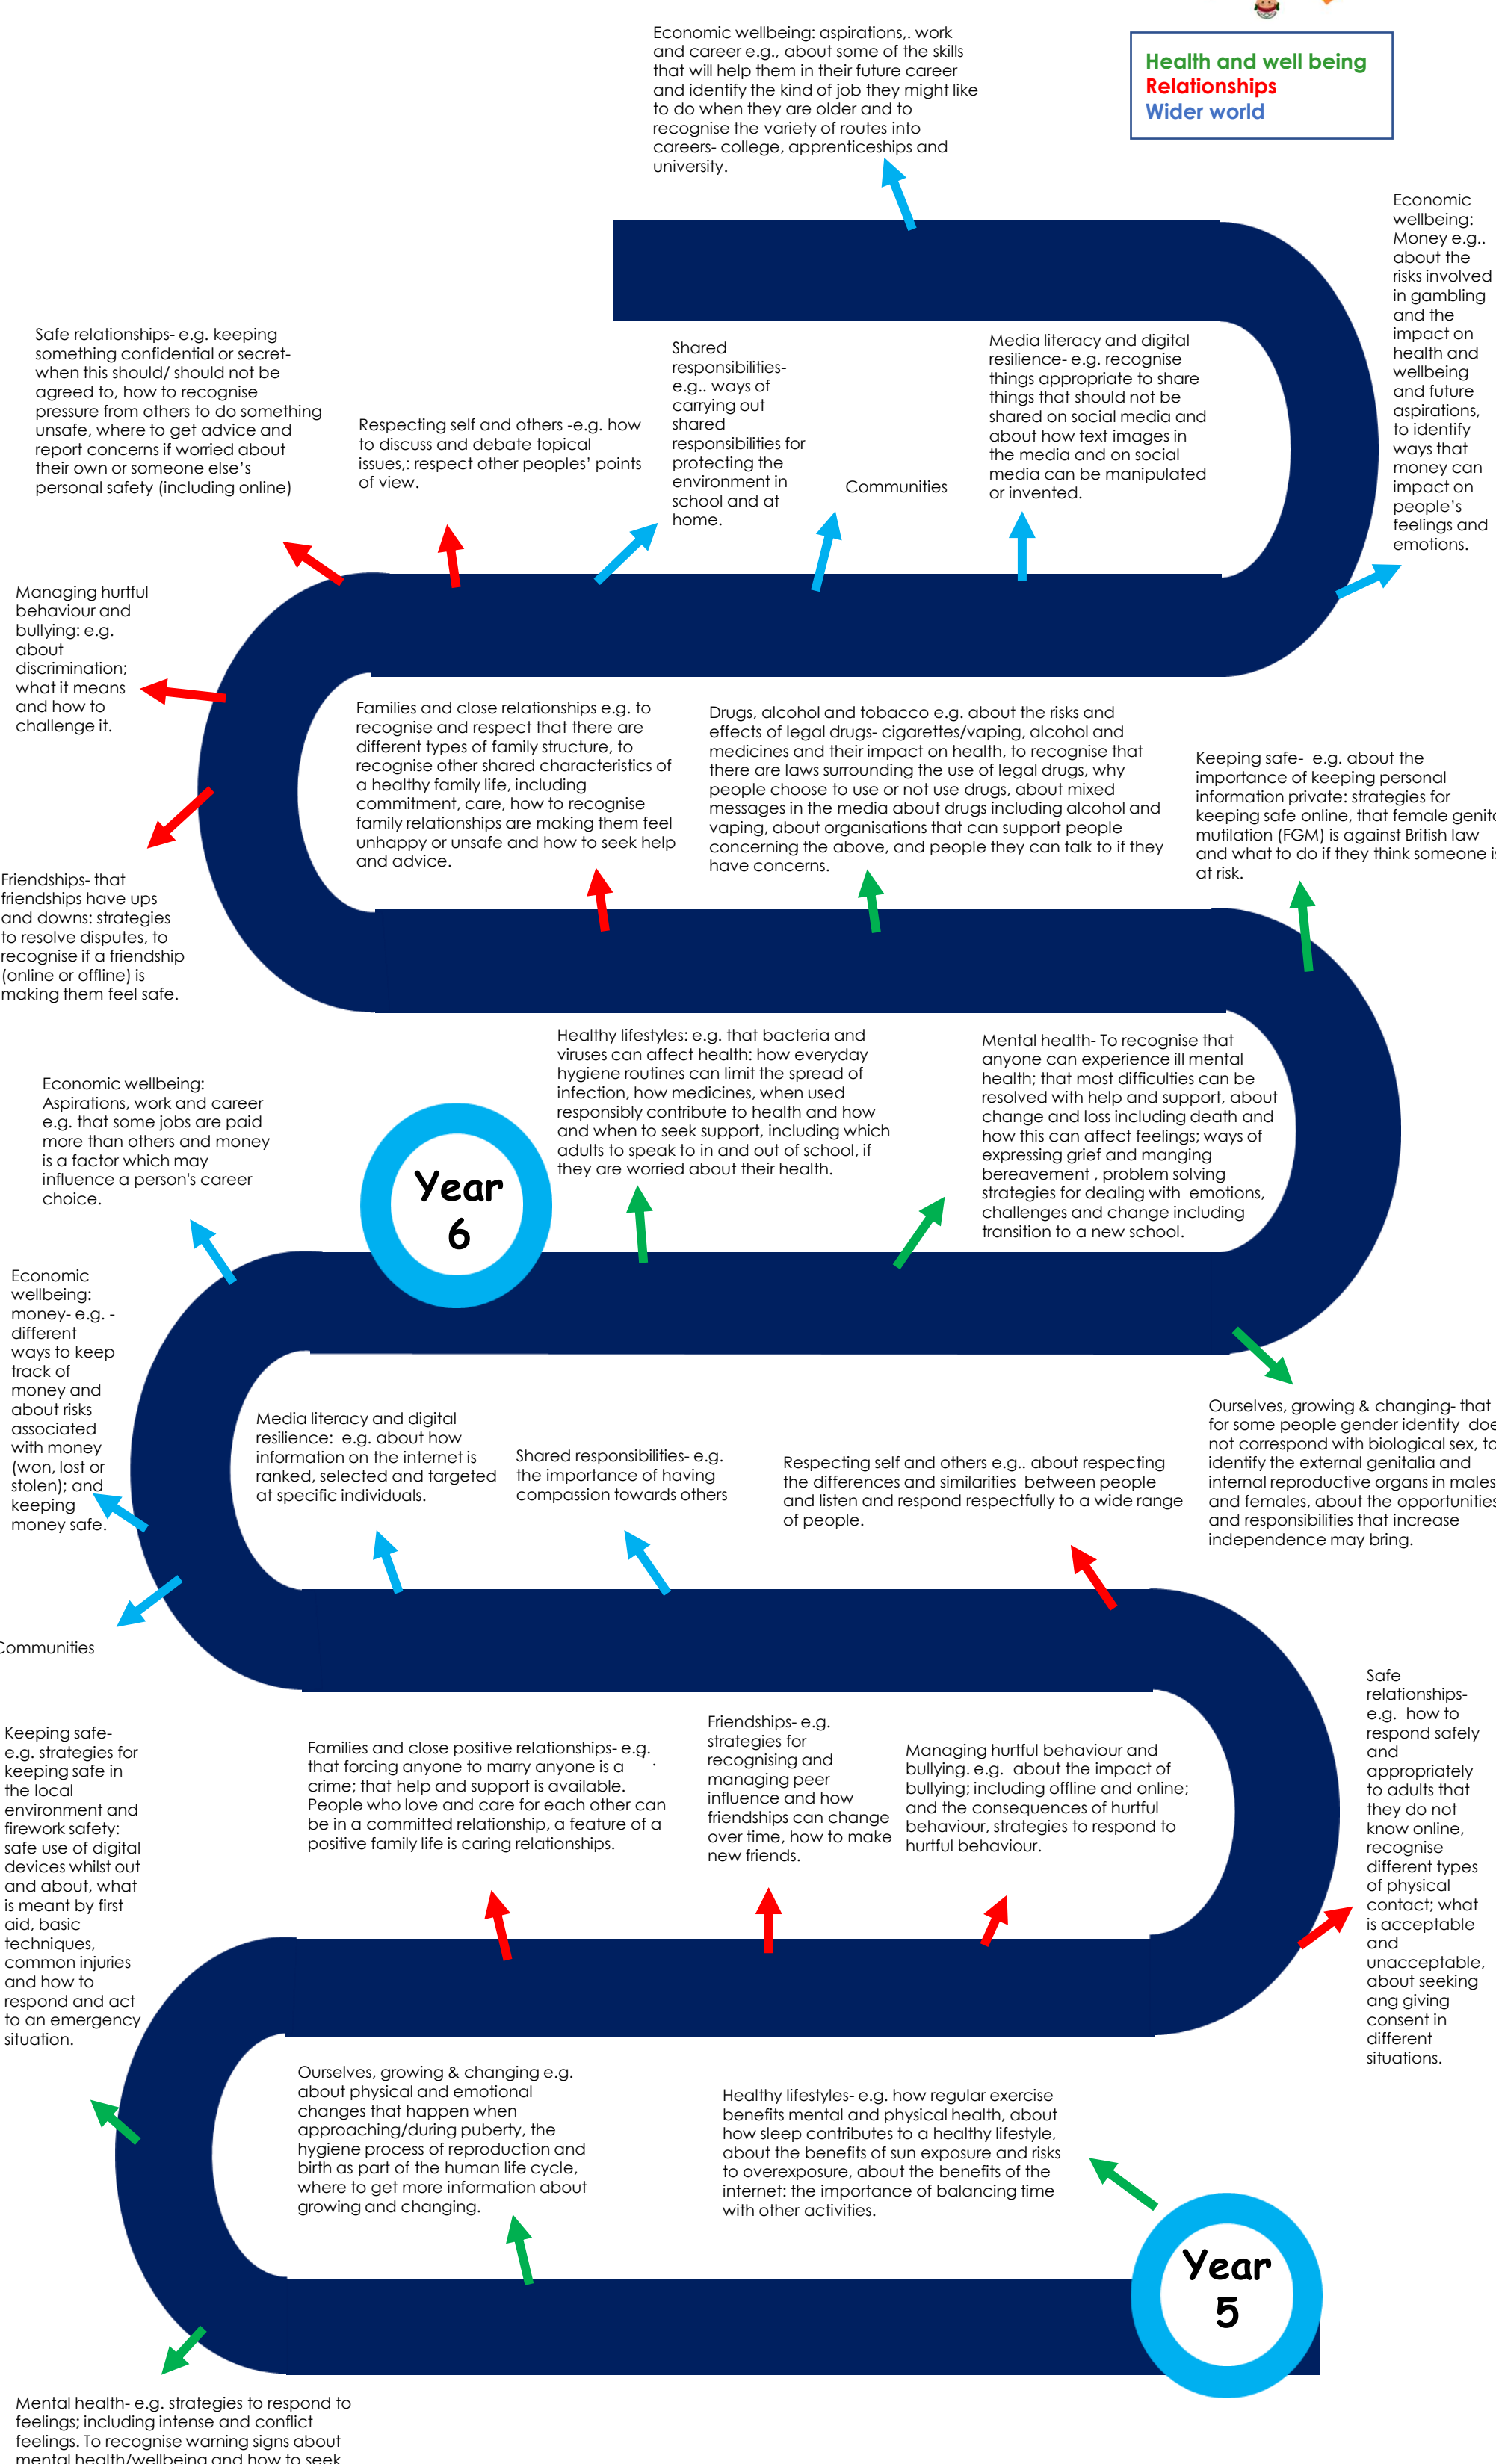 Economic wellbeing: aspirations,. work
and career e.g., about some of the skills
that will help them in their future career
and identify the kind of job they might like
to do when they are older and to
recognise the variety of routes into
careers- college, apprenticeships and
university.
Health and well being
Relationships
Wider world
Economic
wellbeing:
Money e.g..
about the
risks involved
in gambling
and the
impact on
health and
wellbeing
and future
aspirations,
to identify
ways that
money can
impact on
people's
feelings and
emotions.
Safe relationships- e.g. keeping
something confidential or secret-
when this should/ should not be
agreed to, how to recognise
pressure from others to do something
unsafe, where to get advice and
report concerns if worried about
their own or someone else's
personal safety (including online)
Respecting self and others -e.g. how
to discuss and debate topical
issues,: respect other peoples' points
of view.
Shared
responsibilities-
e.g.. ways of
carrying out
shared
responsibilities for
protecting the
environment in
school and at
home.
Communities
Media literacy and digital
resilience- e.g. recognise
things appropriate to share
things that should not be
shared on social media and
about how text images in
the media and on social
media can be manipulated
or invented.
Managing hurtful
behaviour and
bullying: e.g.
about
discrimination;
what it means
and how to
challenge it.
Families and close relationships e.g. to
recognise and respect that there are
different types of family structure, to
recognise other shared characteristics of
a healthy family life, including
commitment, care, how to recognise
family relationships are making them feel
unhappy or unsafe and how to seek help
and advice.
Drugs, alcohol and tobacco e.g. about the risks and
effects of legal drugs- cigarettes/vaping, alcohol and
medicines and their impact on health, to recognise that
there are laws surrounding the use of legal drugs, why
people choose to use or not use drugs, about mixed
messages in the media about drugs including alcohol and
vaping, about organisations that can support people
concerning the above, and people they can talk to if they
have concerns.
Keeping safe- e.g. about the
importance of keeping personal
information private: strategies for
keeping safe online, that female
mutilation (FGM) is against British law
and what to do if they think someone
at risk.
Friendships- that
friendships have ups
and downs: strategies
to resolve disputes, to
recognise if a friendship
(online or offline) is
making them feel safe.
Economic wellbeing:
Aspirations, work and career
e.g. that some jobs are paid
more than others and money
is a factor which may
influence a person's career
choice.
Year
6
Healthy lifestyles: e.g. that bacteria and
viruses can affect health: how everyday
hygiene routines can limit the spread of
infection, how medicines, when used
responsibly contribute to health and how
and when to seek support, including which
adults to speak to in and out of school, if
they are worried about their health.
Mental health- To recognise that
anyone can experience ill mental
health; that most difficulties can be
resolved with help and support, about
change and loss including death and
how this can affect feelings; ways of
expressing grief and manging
bereavement , problem solving
strategies for dealing with emotions,
challenges and change including
transition to a new school.
Economic
wellbeing:
money- e.g. -
different
ways to keep
track of
money and
about risks
associated
with money
(won, lost or
stolen); and
keeping
money safe.
Media literacy and digital
resilience: e.g. about how
information on the internet is
ranked, selected and targeted
at specific individuals.
Shared responsibilities- e.g.
the importance of having
compassion towards others
Respecting self and others e.g.. about respecting
the differences and similarities between people
and listen and respond respectfully to a wide range
of people.
Ourselves, growing & changing- that
for some people gender identity
not correspond with biological sex, to
identify the external genitalia and
internal reproductive organs in males
and females, about the opportunities
and responsibilities that increase
independence may bring.
Communities
Keeping safe-
e.g. strategies for
keeping safe in
the local
environment and
firework safety:
safe use of digital
devices whilst out
and about, what
is meant by first
aid, basic
techniques,
common injuries
and how to
respond and act
to an emergency
situation.
Families and close positive relationships- e.g.
that forcing anyone to marry anyone is a
crime; that help and support is available.
People who love and care for each other can
be in a committed relationship, a feature of a
positive family life is caring relationships.
Friendships- e.g.
strategies for
recognising and
managing peer
influence and how
friendships can change
over time, how to make
new friends.
Managing hurtful behaviour and
bullying. e.g. about the impact of
bullying; including offline and online;
and the consequences of hurtful
behaviour, strategies to respond to
hurtful behaviour.
Safe
relationships-
e.g. how to
respond safely
and
appropriately
to adults that
they do not
know online,
recognise
different types
of physical
contact; what
is acceptable
and
unacceptable,
about seeking
ang giving
consent in
different
situations.
Ourselves, growing & changing e.g.
about physical and emotional
changes that happen when
approaching/during puberty, the
hygiene process of reproduction and
birth as part of the human life cycle,
where to get more information about
growing and changing.
Healthy lifestyles- e.g. how regular exercise
benefits mental and physical health, about
how sleep contributes to a healthy lifestyle,
about the benefits of sun exposure and risks
to overexposure, about the benefits of the
internet: the importance of balancing time
with other activities.
Year
5
Mental health- e.g. strategies to respond to
feelings; including intense and conflict
feelings. To recognise warning signs about
mental health/wellbeing and how to seek